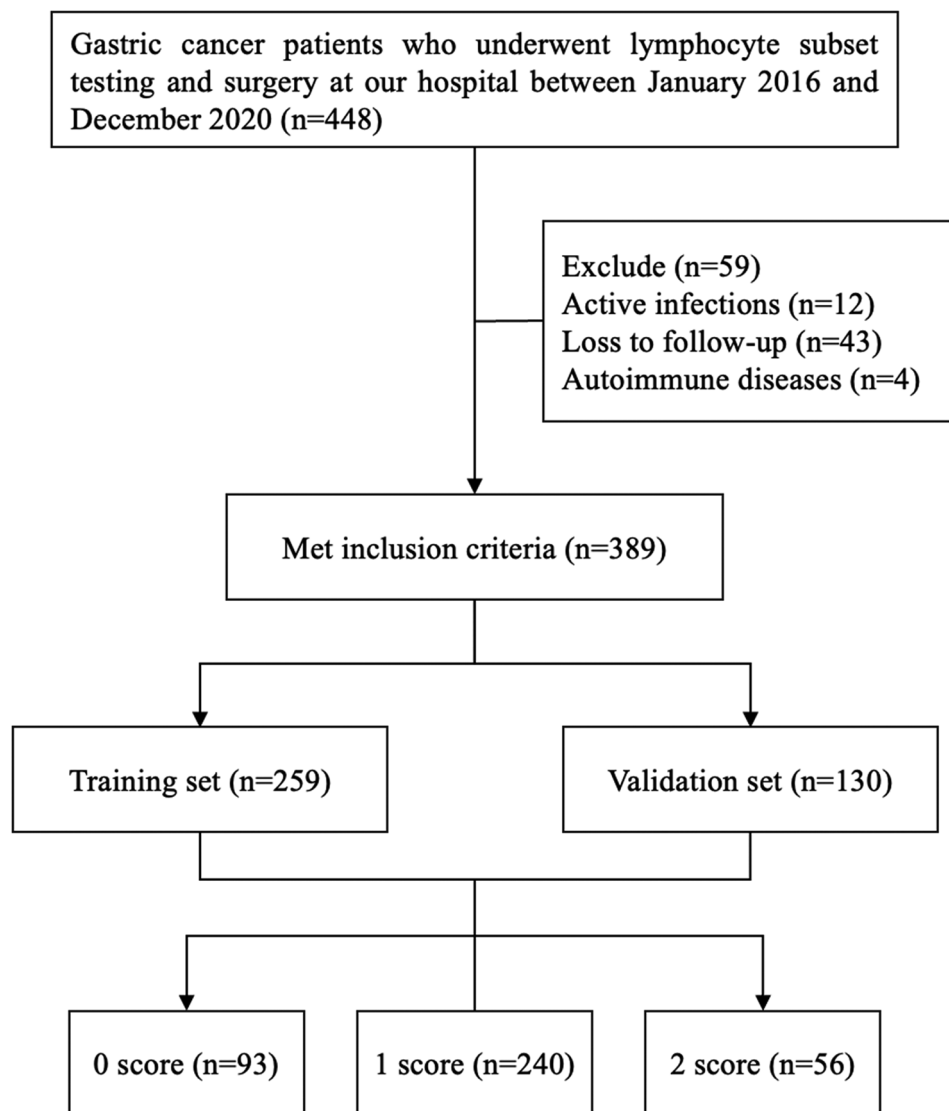 Gastric cancer patients who underwent lymphocyte subset
testing and surgery at our hospital between January 2016 and
December 2020 (n=448)
Exclude (n=59)
Active infections (n=12)
Loss to follow-up (n=43)
Autoimmune diseases (n=4)
Met inclusion criteria (n=389)
Training set (n=259)
Validation set (n=130)
0 score (n=93)
1 score (n=240)
2 score (n=56)